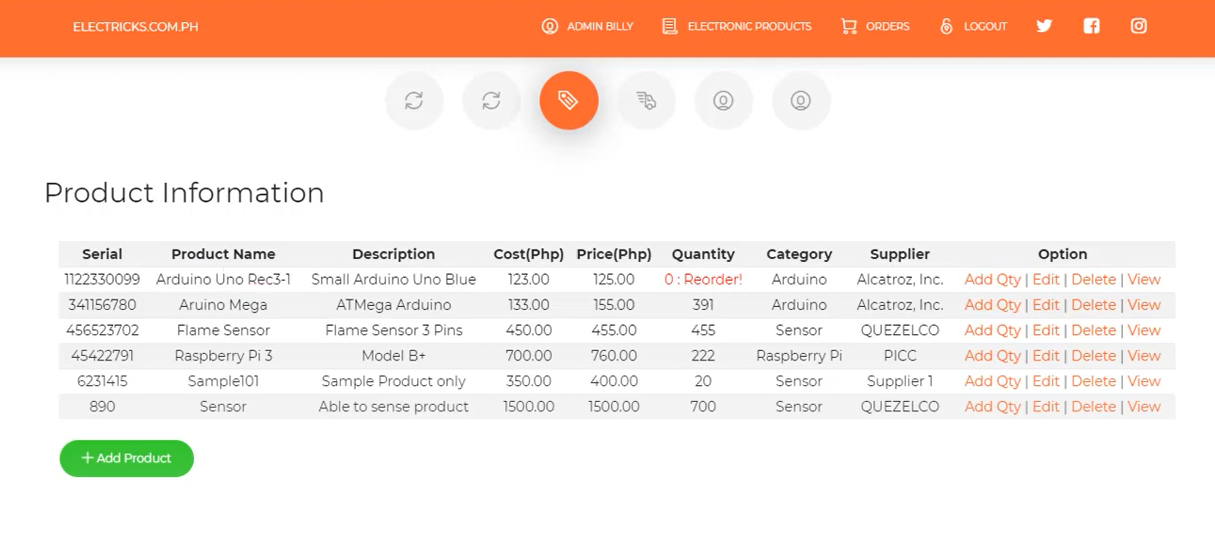 ELECTRICKS.COM.PH ADMIN BILLY ELECTRONIC PRODUCTS ORDERS LOGOUT
Product Information
Serial Product Name Description Cost(Php) Price(Php) Quantity Category Supplier Option
1122330099 Arduino Uno Rec3-1 Small Arduino Uno Blue 123.00 125.00 0 : Reorder! Arduino Alcatroz, Inc. Add Qty | Edit | Delete | View
341156780 Aruino Mega ATMega Arduino 133.00 155.00 391 Arduino Alcatroz, Inc. Add Qty | Edit | Delete | View
456523702 Flame Sensor Flame Sensor 3 Pins 450.00 455.00 455 Sensor QUEZELCO Add Qty | Edit | Delete | View
45422791 Raspberry Pi 3 Model B+ 700.00 760.00 222 Raspberry Pi PICC Add Qty | Edit | Delete | View
6231415 Sample101 Sample Product only 350.00 400.00 20 Sensor Supplier 1 Add Qty | Edit | Delete | View
890 Sensor Able to sense product 1500.00 1500.00 700 Sensor QUEZELCO Add Qty | Edit | Delete | View
+ Add Product